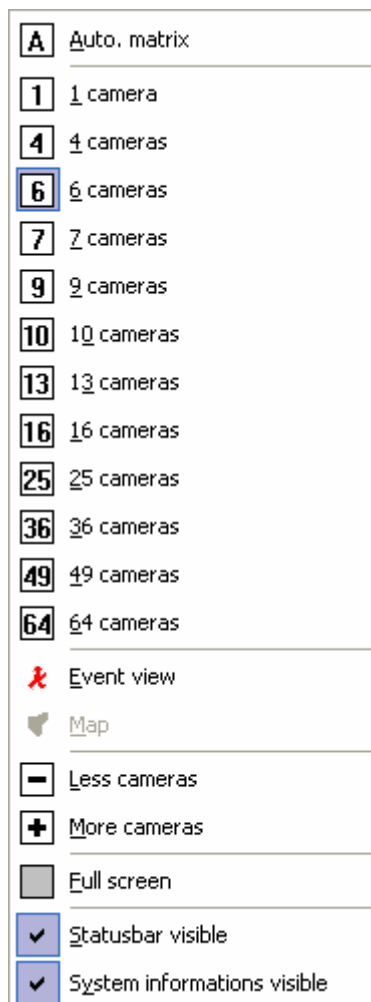 A Auto. matrix
1 1 camera
4 4 cameras
6 6 cameras
7 7 cameras
9 9 cameras
10 10 cameras
13 13 cameras
16 16 cameras
25 25 cameras
36 36 cameras
49 49 cameras
64 64 cameras
Event view
Map
Less cameras
More cameras
Full screen
Statusbar visible
System informations visible